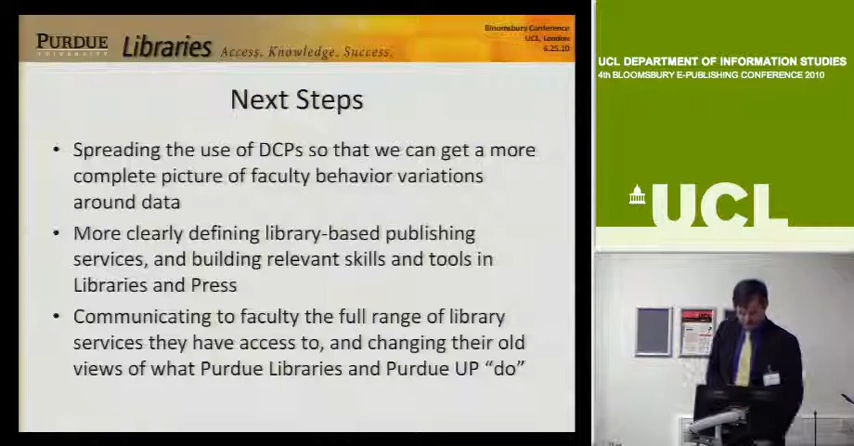 PURDUE
UNIVERSITY
Libraries
Access. Knowledge. Success.
Bloomsbury Conference
UCL, London
6.25.10
Next Steps
• Spreading the use of DCPs so that we can get a more
complete picture of faculty behavior variations
around data
• More clearly defining library-based publishing
services, and building relevant skills and tools in
Libraries and Press
• Communicating to faculty the full range of library
services they have access to, and changing their old
views of what Purdue Libraries and Purdue UP “do”
UCL DEPARTMENT OF INFORMATION STUDIES
4TH BLOOMSBURY E-PUBLISHING CONFERENCE 2010
UCL